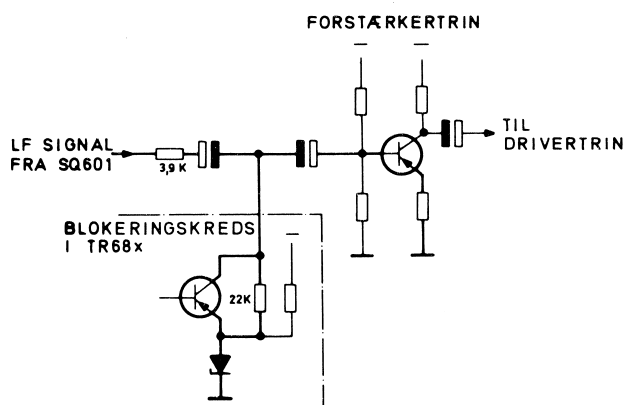 FORSTÆRKERTRIN
LF SIGNAL
FRA SQ601
3,9 K
TIL
DRIVERTRIN
BLOKERINGSKREDS
I TR68x
22K